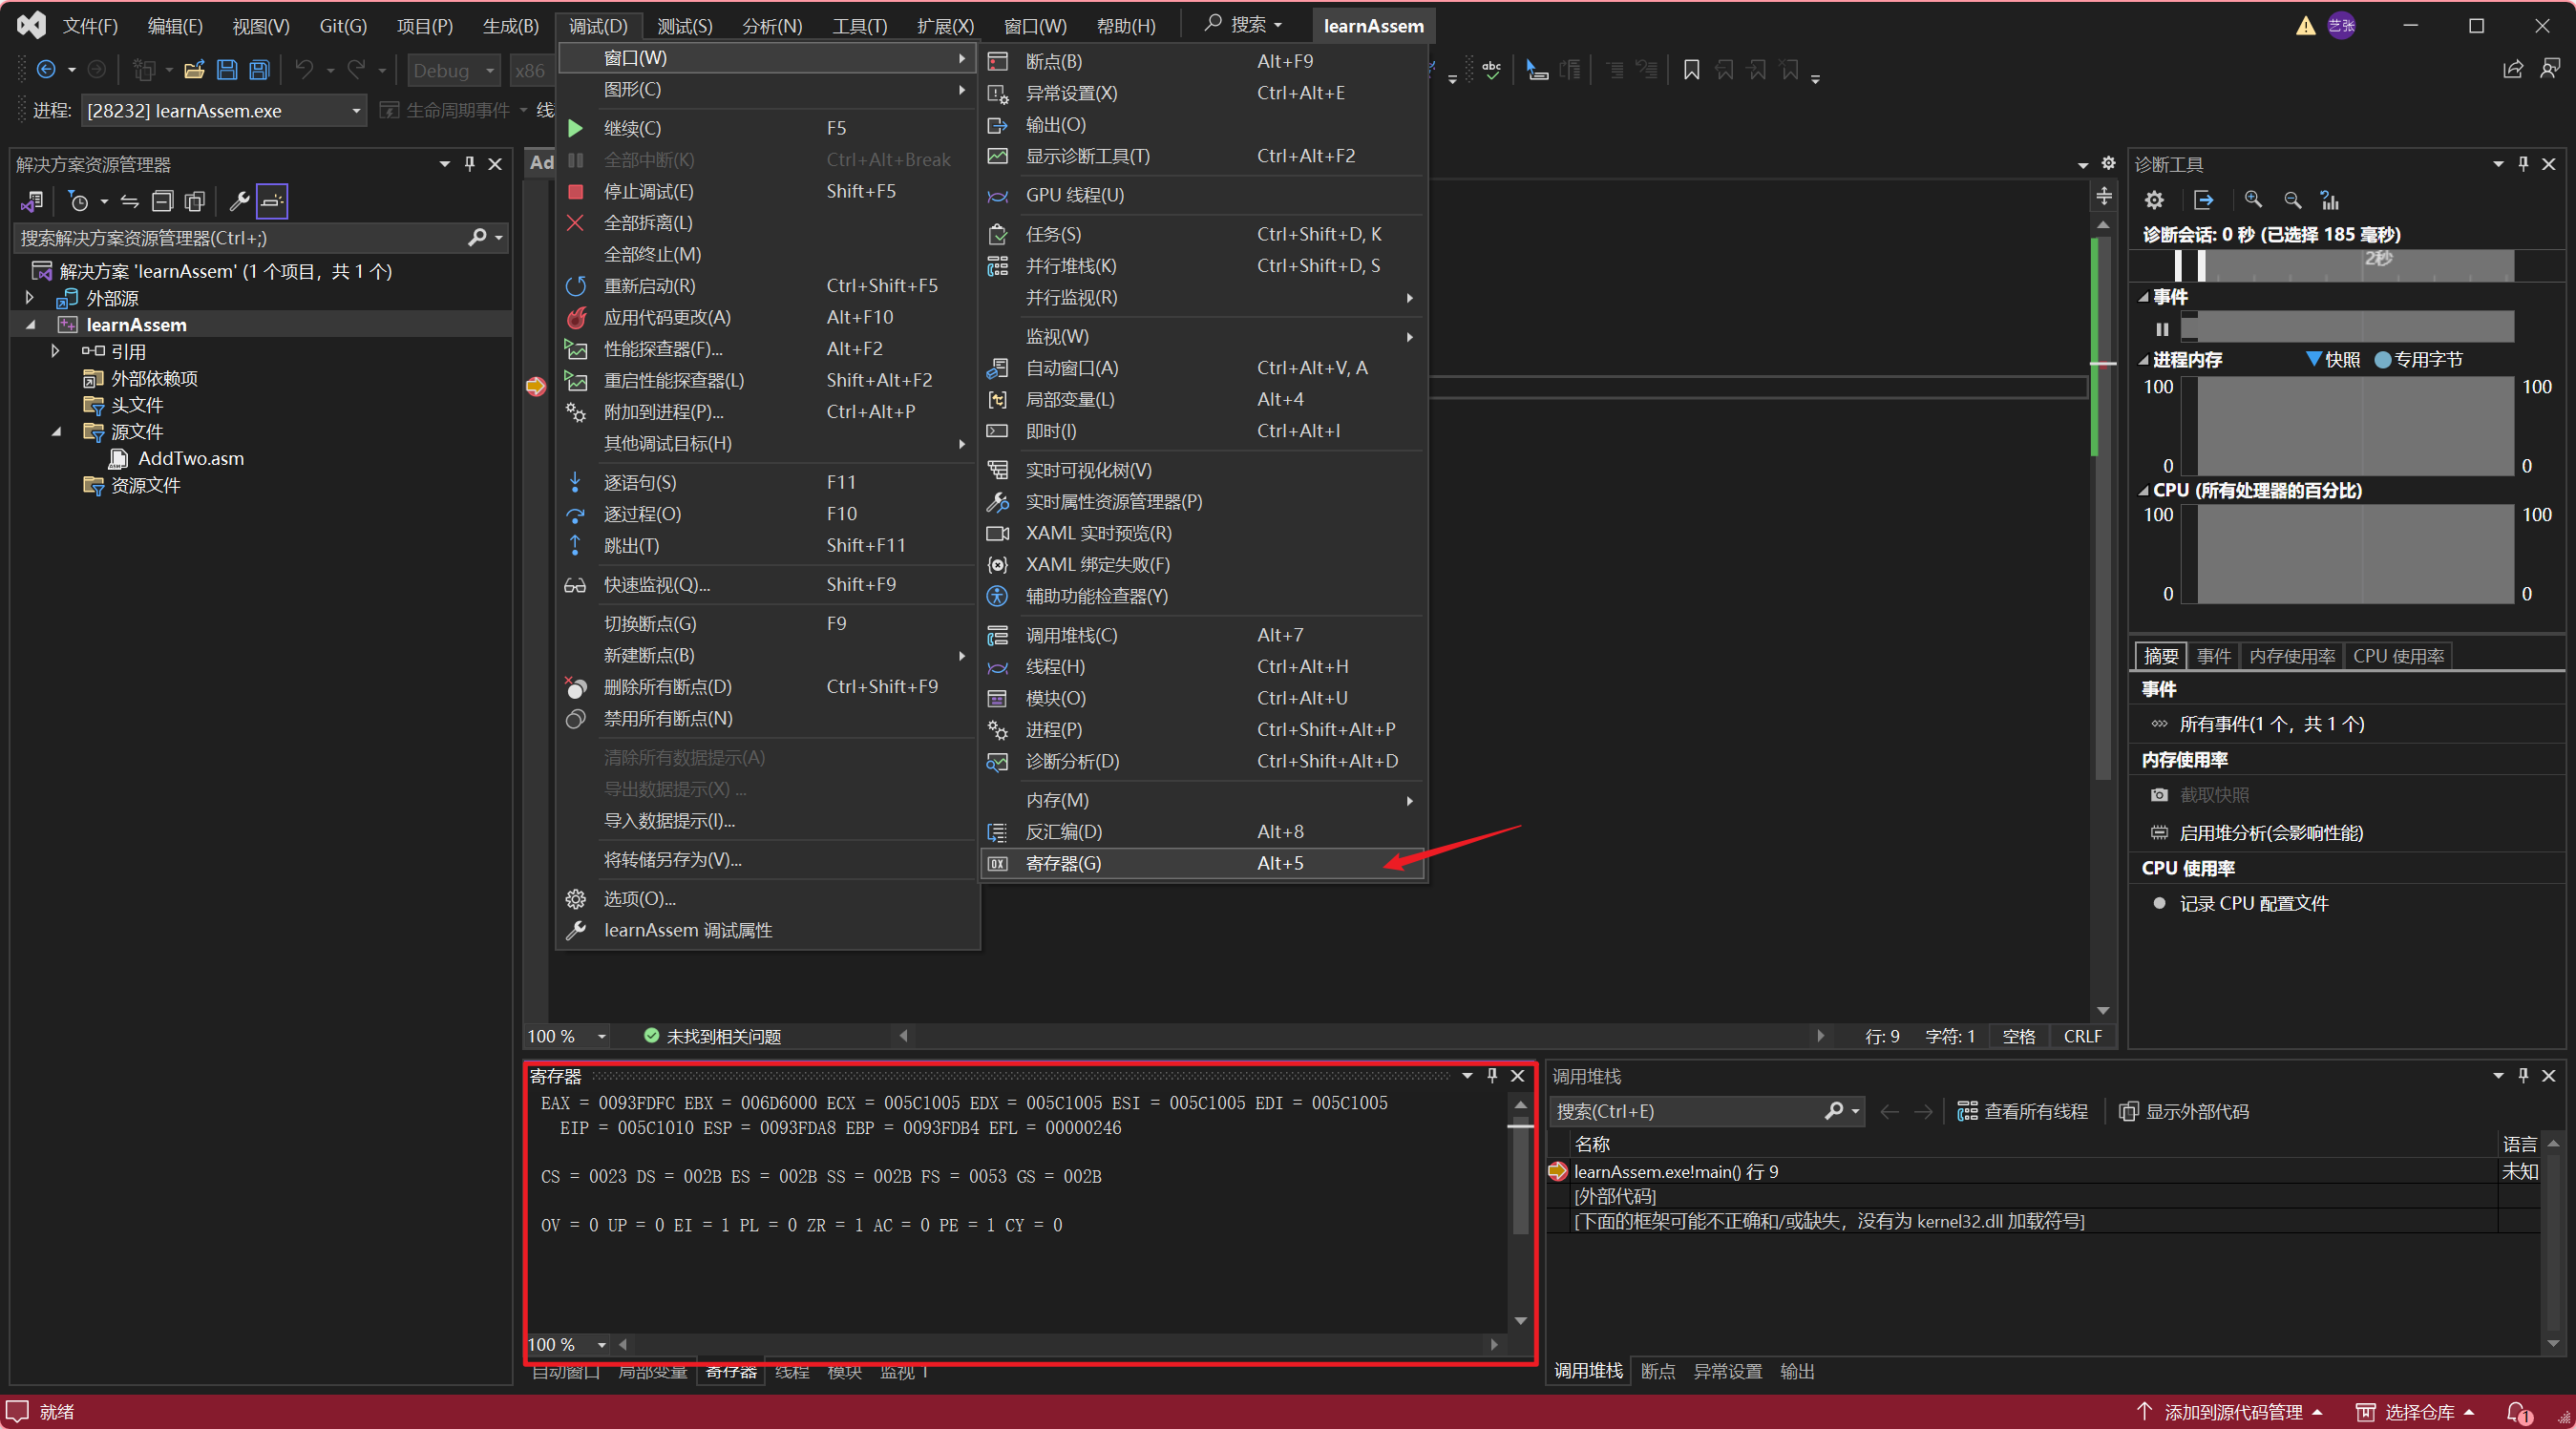 文件(F) 编辑(E) 视图(V) Git(G) 项目(P) 生成(B) 调试(D) 测试(S) 分析(N) 工具(T) 扩展(X) 窗口(W) 帮助(H) 搜索 learnAssem 艺张
Debug x86
进程: [28232] learnAssem.exe 生命周期事件
解决方案资源管理器
搜索解决方案资源管理器(Ctrl+;)
解决方案 'learnAssem' (1 个项目，共 1 个)
外部源
learnAssem
引用
外部依赖项
头文件
源文件
AddTwo.asm
资源文件
Ad
窗口(W)
图形(C)
继续(C) F5
全部中断(K) Ctrl+Alt+Break
停止调试(E) Shift+F5
全部拆离(L)
全部终止(M)
重新启动(R) Ctrl+Shift+F5
应用代码更改(A) Alt+F10
性能探查器(F)... Alt+F2
重启性能探查器(L) Shift+Alt+F2
附加到进程(P)... Ctrl+Alt+P
其他调试目标(H)
逐语句(S) F11
逐过程(O) F10
跳出(T) Shift+F11
快速监视(Q)... Shift+F9
切换断点(G) F9
新建断点(B)
删除所有断点(D) Ctrl+Shift+F9
禁用所有断点(N)
清除所有数据提示(A)
导出数据提示(X) ...
导入数据提示(I)...
将转储另存为(V)...
选项(O)...
learnAssem 调试属性
断点(B) Alt+F9
异常设置(X) Ctrl+Alt+E
输出(O)
显示诊断工具(T) Ctrl+Alt+F2
GPU 线程(U)
任务(S) Ctrl+Shift+D, K
并行堆栈(K) Ctrl+Shift+D, S
并行监视(R)
监视(W)
自动窗口(A) Ctrl+Alt+V, A
局部变量(L) Alt+4
即时(I) Ctrl+Alt+I
实时可视化树(V)
实时属性资源管理器(P)
XAML 实时预览(R)
XAML 绑定失败(F)
辅助功能检查器(Y)
调用堆栈(C) Alt+7
线程(H) Ctrl+Alt+H
模块(O) Ctrl+Alt+U
进程(P) Ctrl+Shift+Alt+P
诊断分析(D) Ctrl+Shift+Alt+D
内存(M)
反汇编(D) Alt+8
寄存器(G) Alt+5
100 % 未找到相关问题 行: 9 字符: 1 空格 CRLF
诊断工具
诊断会话: 0 秒 (已选择 185 毫秒)
2秒
事件
进程内存 快照 专用字节
100 100
0 0
CPU (所有处理器的百分比)
100 100
0 0
摘要 事件 内存使用率 CPU 使用率
事件
所有事件(1 个，共 1 个)
内存使用率
截取快照
启用堆分析(会影响性能)
CPU 使用率
记录 CPU 配置文件
寄存器
EAX = 0093FDFC EBX = 006D6000 ECX = 005C1005 EDX = 005C1005 ESI = 005C1005 EDI = 005C1005
EIP = 005C1010 ESP = 0093FDA8 EBP = 0093FDB4 EFL = 00000246
CS = 0023 DS = 002B ES = 002B SS = 002B FS = 0053 GS = 002B
OV = 0 UP = 0 EI = 1 PL = 0 ZR = 1 AC = 0 PE = 1 CY = 0
100 %
自动窗口 局部变量 寄存器 线程 模块 监视 1
调用堆栈
搜索(Ctrl+E) 查看所有线程 显示外部代码
名称 语言
learnAssem.exe!main() 行 9 未知
[外部代码]
[下面的框架可能不正确和/或缺失，没有为 kernel32.dll 加载符号]
调用堆栈 断点 异常设置 输出
就绪 添加到源代码管理 选择仓库 1